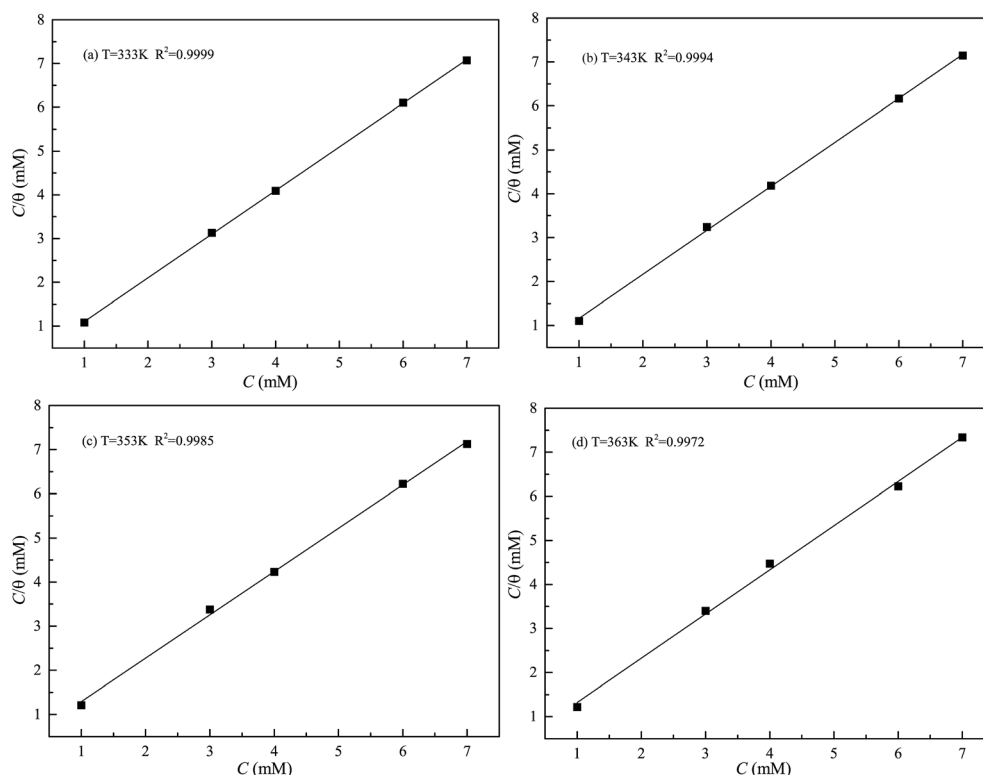 (a) T=333K R²=0.9999
8
7
6
5
4
3
2
1
C/θ (mM)
1 2 3 4 5 6 7
C (mM)
(b) T=343K R²=0.9994
8
7
6
5
4
3
2
1
C/θ (mM)
1 2 3 4 5 6 7
C (mM)
(c) T=353K R²=0.9985
8
7
6
5
4
3
2
1
C/θ (mM)
1 2 3 4 5 6 7
C (mM)
(d) T=363K R²=0.9972
8
7
6
5
4
3
2
1
C/θ (mM)
1 2 3 4 5 6 7
C (mM)